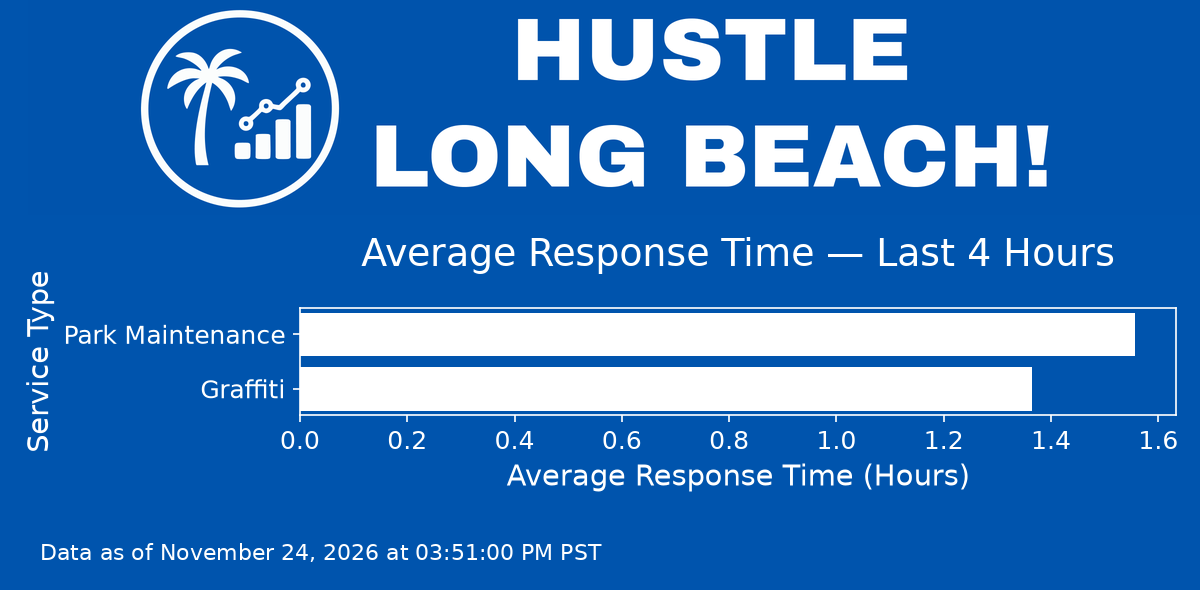 HUSTLE
LONG BEACH!
Average Response Time — Last 4 Hours
Service Type
Park Maintenance
Graffiti
0.0 0.2 0.4 0.6 0.8 1.0 1.2 1.4 1.6
Average Response Time (Hours)
Data as of November 24, 2026 at 03:51:00 PM PST